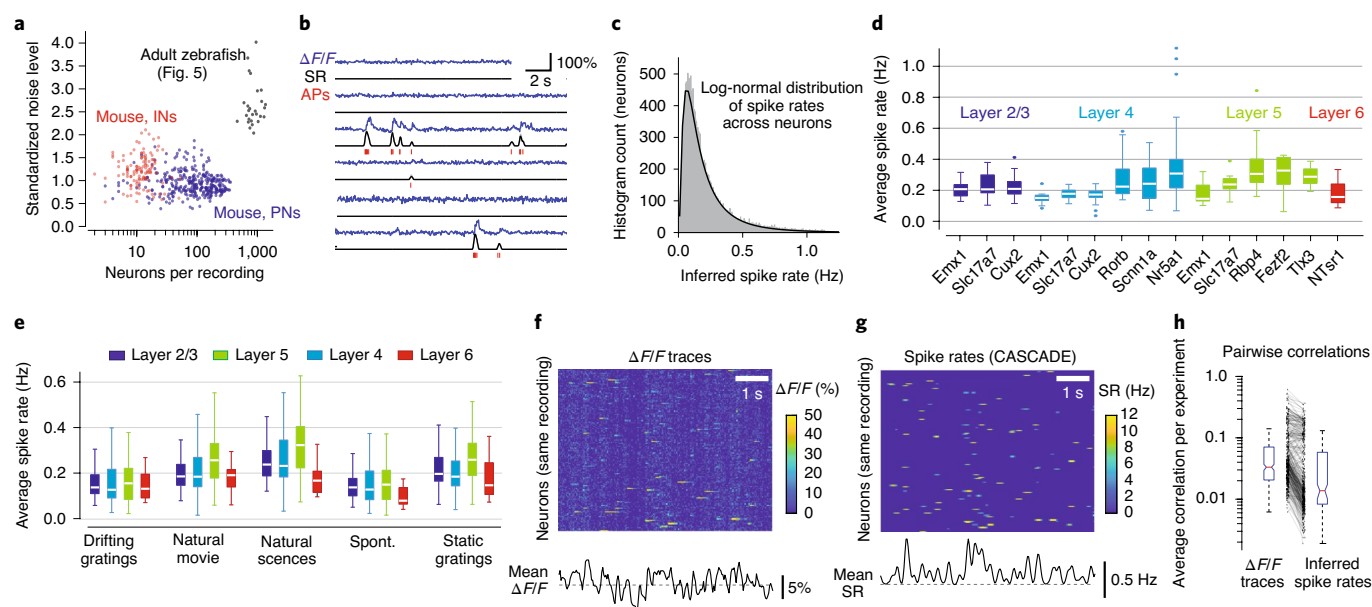 a
Standardized noise level
4.0
3.5
3.0
2.5
2.0
1.5
1.0
0.5
0.0
Adult zebrafish
(Fig. 5)
Mouse, INs
Mouse, PNs
10
100
1,000
Neurons per recording
b
ΔF/F
SR
APs
100%
2 s
c
Histogram count (neurons)
500
400
300
200
100
0
Log-normal distribution
of spike rates
across neurons
0.0
0.5
1.0
Inferred spike rate (Hz)
d
Average spike rate (Hz)
1.0
0.8
0.6
0.4
0.2
0.0
Layer 2/3
Layer 4
Layer 5
Layer 6
Emx1
Slc17a7
Cux2
Emx1
Slc17a7
Cux2
Rorb
Scnn1a
Nr5a1
Emx1
Slc17a7
Rbp4
Fezf2
Tlx3
NTsr1
e
Layer 2/3
Layer 5
Layer 4
Layer 6
Average spike rate (Hz)
0.6
0.4
0.2
0.0
Drifting
gratings
Natural
movie
Natural
scences
Spont.
Static
gratings
f
ΔF/F traces
Neurons (same recording)
1 s
ΔF/F (%)
50
40
30
20
10
0
Mean
ΔF/F
5%
g
Spike rates (CASCADE)
Neurons (same recording)
1 s
SR (Hz)
12
10
8
6
4
2
0
Mean
SR
0.5 Hz
h
Pairwise correlations
Average correlation per experiment
1.0
0.1
0.01
ΔF/F
traces
Inferred
spike rates